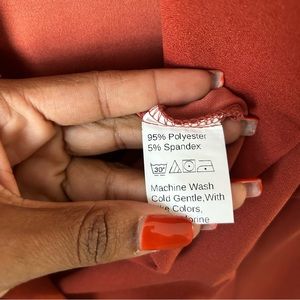 95% Polyester
5% Spandex
30°
Machine Wash
Cold Gentle,With
Colors,